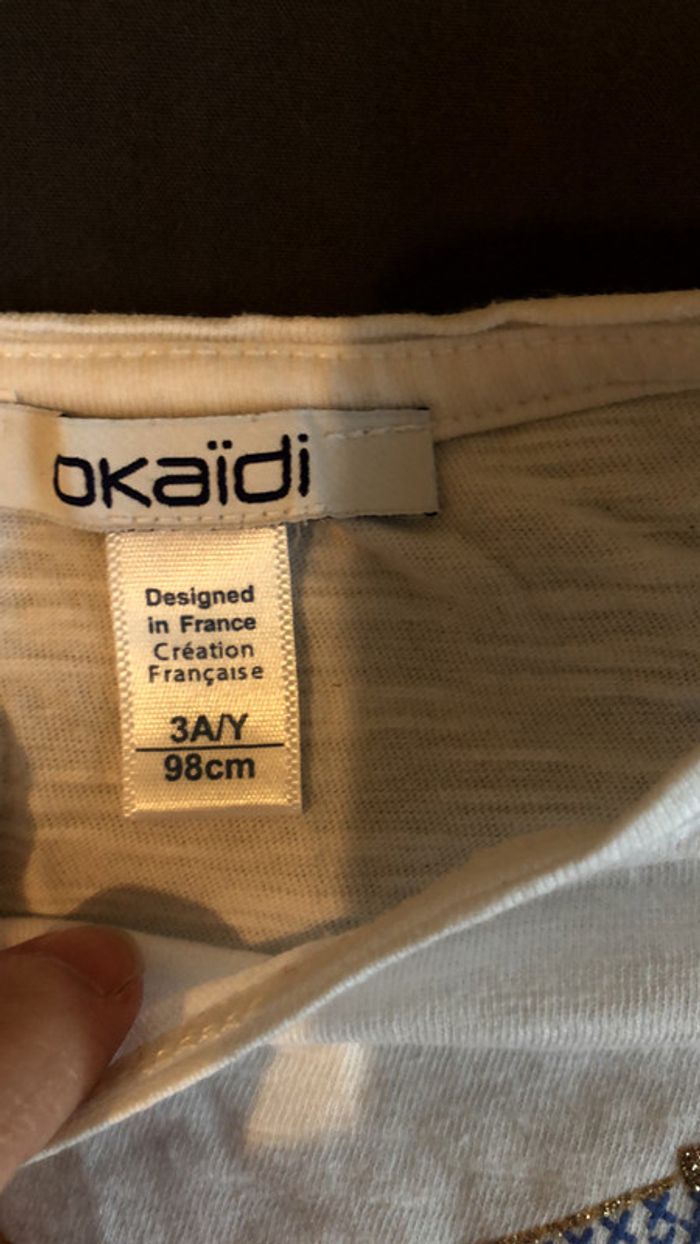 okaïdi
Designed
in France
Création
Française
3A/Y
98cm